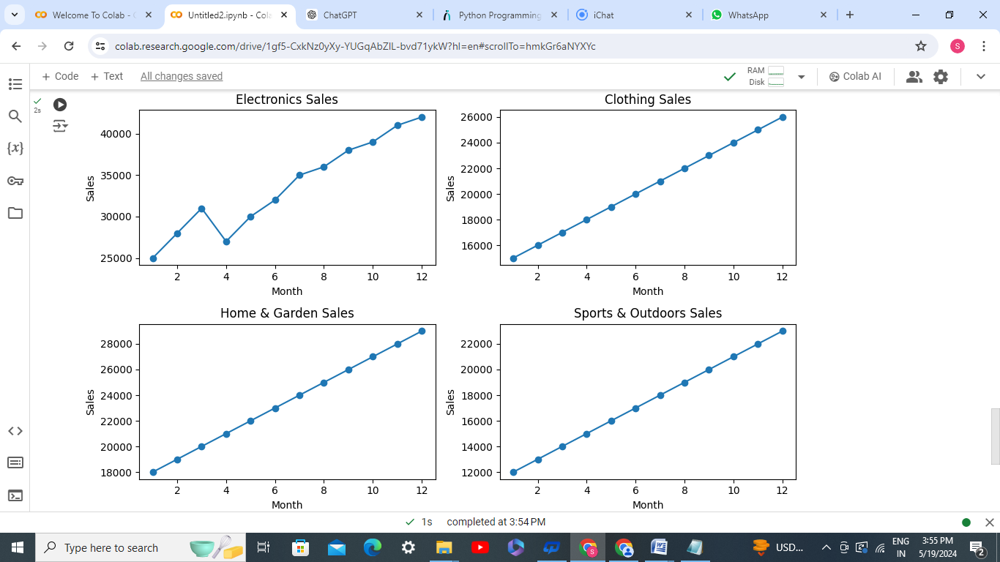 Welcome To Colab - C
Untitled2.ipynb - Cola
ChatGPT
Python Programming
iChat
WhatsApp
colab.research.google.com/drive/1gf5-CxkNz0yXy-YUGqAbZIL-bvd71ykW?hl=en#scrollTo=hmkGr6aNYXYc
S
+ Code + Text All changes saved
RAM
Disk
Colab AI
2s
{x}
Electronics Sales
40000
35000
30000
25000
Sales
2 4 6 8 10 12
Month
Clothing Sales
26000
24000
22000
20000
18000
16000
Sales
2 4 6 8 10 12
Month
Home & Garden Sales
28000
26000
24000
22000
20000
18000
Sales
2 4 6 8 10 12
Month
Sports & Outdoors Sales
22000
20000
18000
16000
14000
12000
Sales
2 4 6 8 10 12
Month
1s completed at 3:54 PM
Type here to search
USD...
ENG
IN
3:55 PM
5/19/2024
2